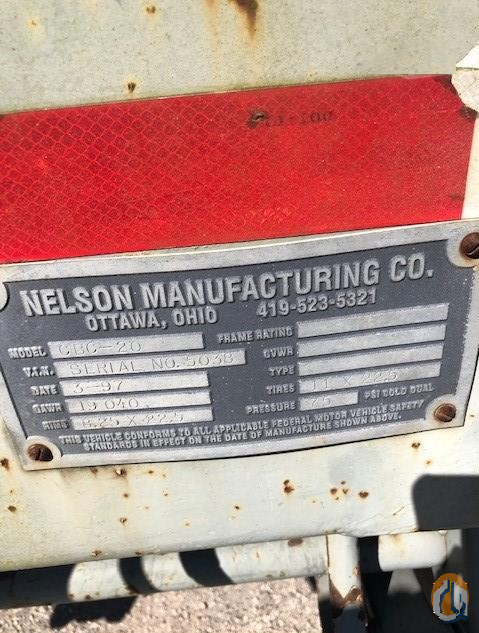 NELSON MANUFACTURING CO.
OTTAWA, OHIO 419-523-5321
MODEL CBC-20 FRAME RATING
V.I.N. SERIAL NO. 5038 GVWR
DATE 3-97 TYPE
GAWR 19 040 TIRES 11 X 22.5
RIMS 8.25 X 22.5 PRESSURE 75 PSI COLD DUAL
THIS VEHICLE CONFORMS TO ALL APPLICABLE FEDERAL MOTOR VEHICLE SAFETY
STANDARDS IN EFFECT ON THE DATE OF MANUFACTURE SHOWN ABOVE.